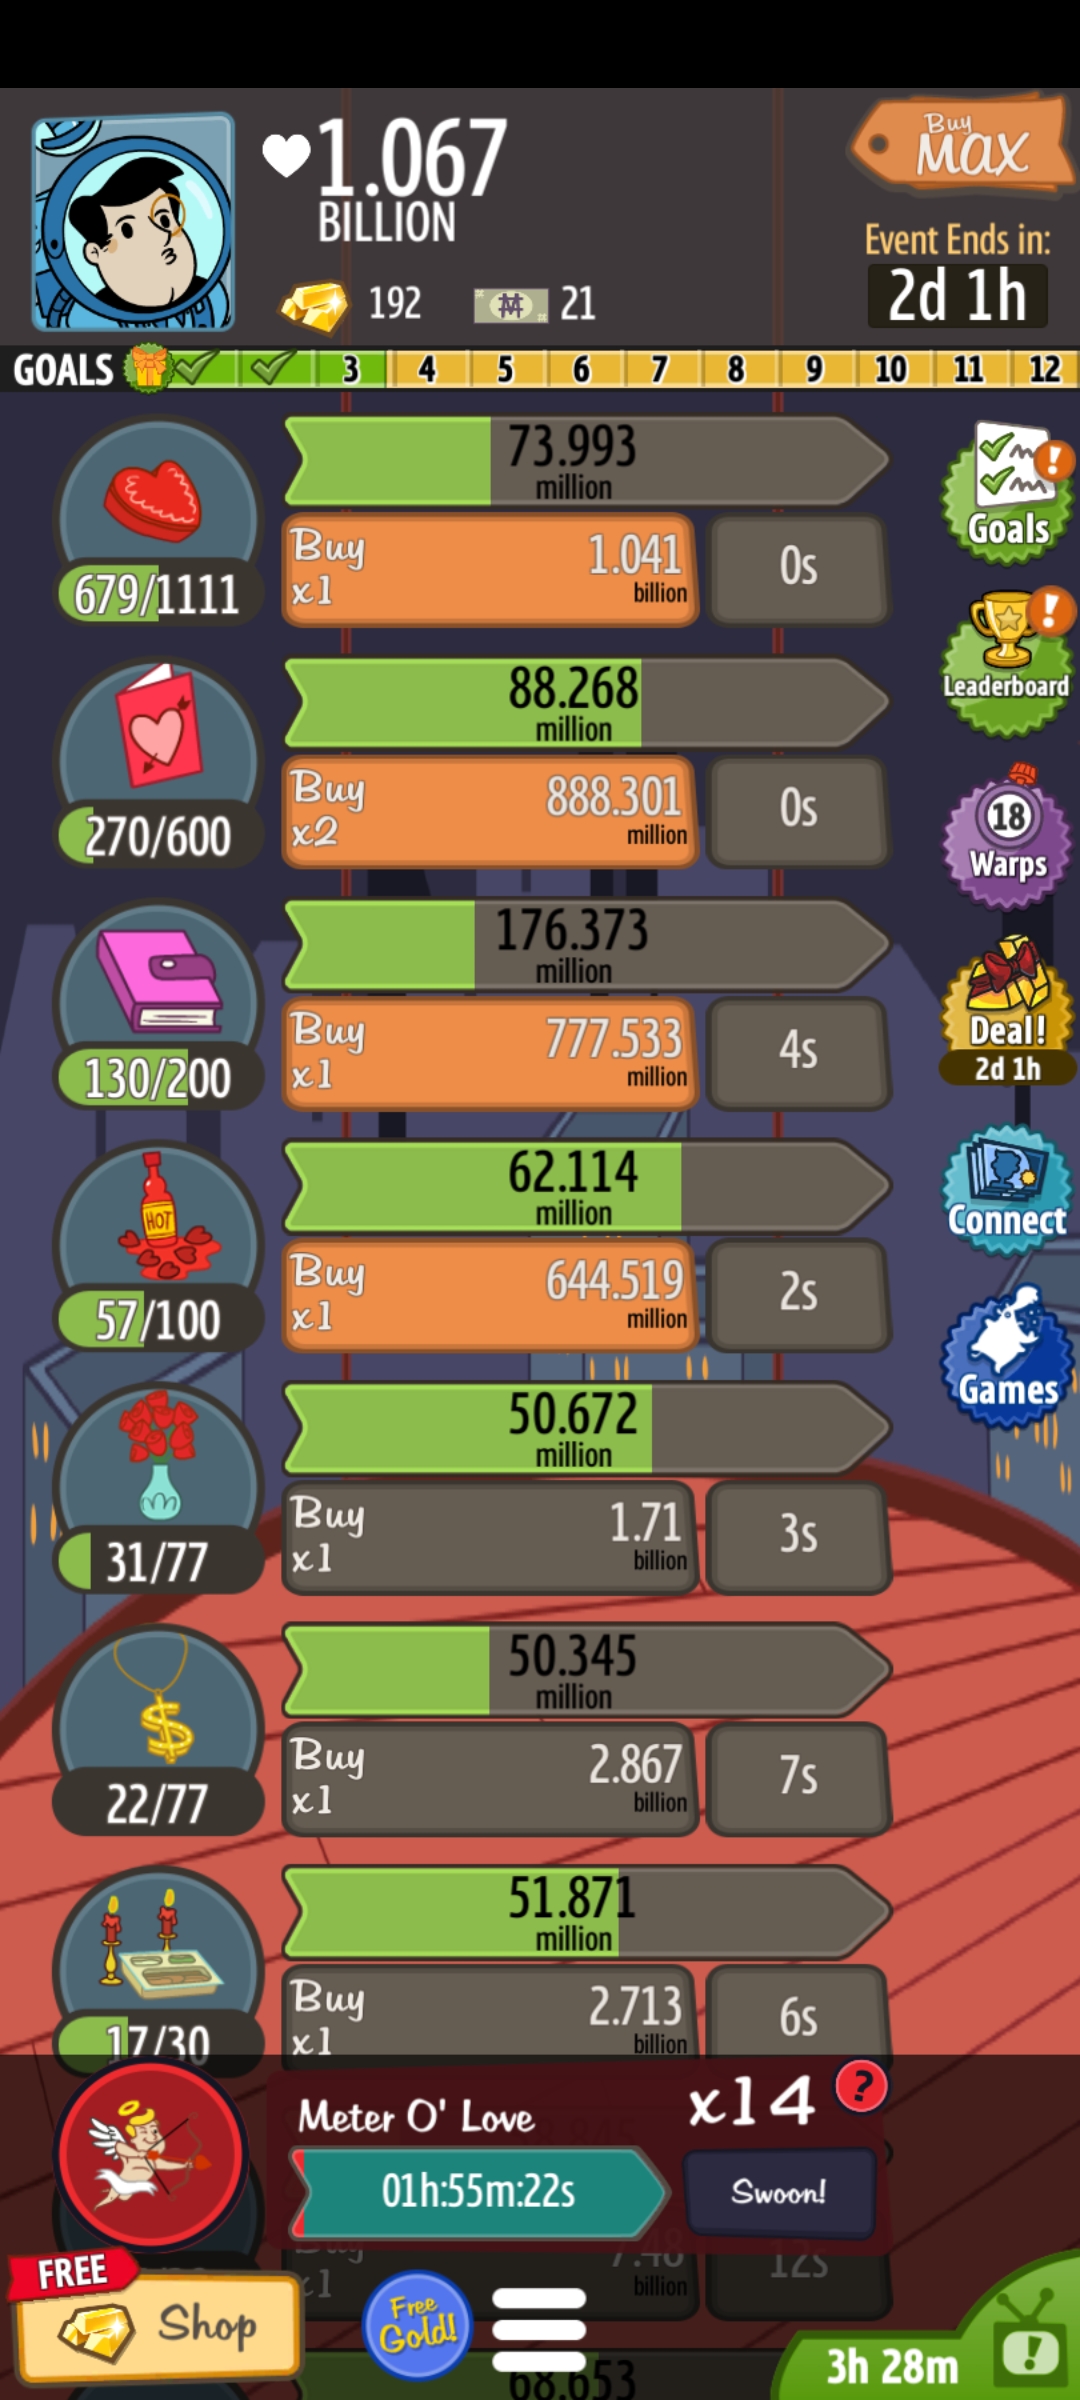 1.067
BILLION
Buy
MAX
Event Ends in:
2d 1h
192
21
GOALS 3 4 5 6 7 8 9 10 11 12
73.993
million
Buy
x1
1.041
billion
0s
679/1111
Goals
88.268
million
Leaderboard
Buy
x2
888.301
million
0s
270/600
18
Warps
176.373
million
Buy
x1
777.533
million
4s
130/200
Deal!
2d 1h
62.114
million
HOT
Buy
x1
644.519
million
2s
57/100
Connect
50.672
million
Games
Buy
x1
1.71
billion
3s
31/77
50.345
million
Buy
x1
2.867
billion
7s
22/77
51.871
million
Buy
x1
2.713
billion
6s
17/30
Meter O' Love
x14
?
01h:55m:22s
Swoon!
Buy
x1
7.48
billion
12s
FREE
Shop
Free
Gold!
68.653
3h 28m